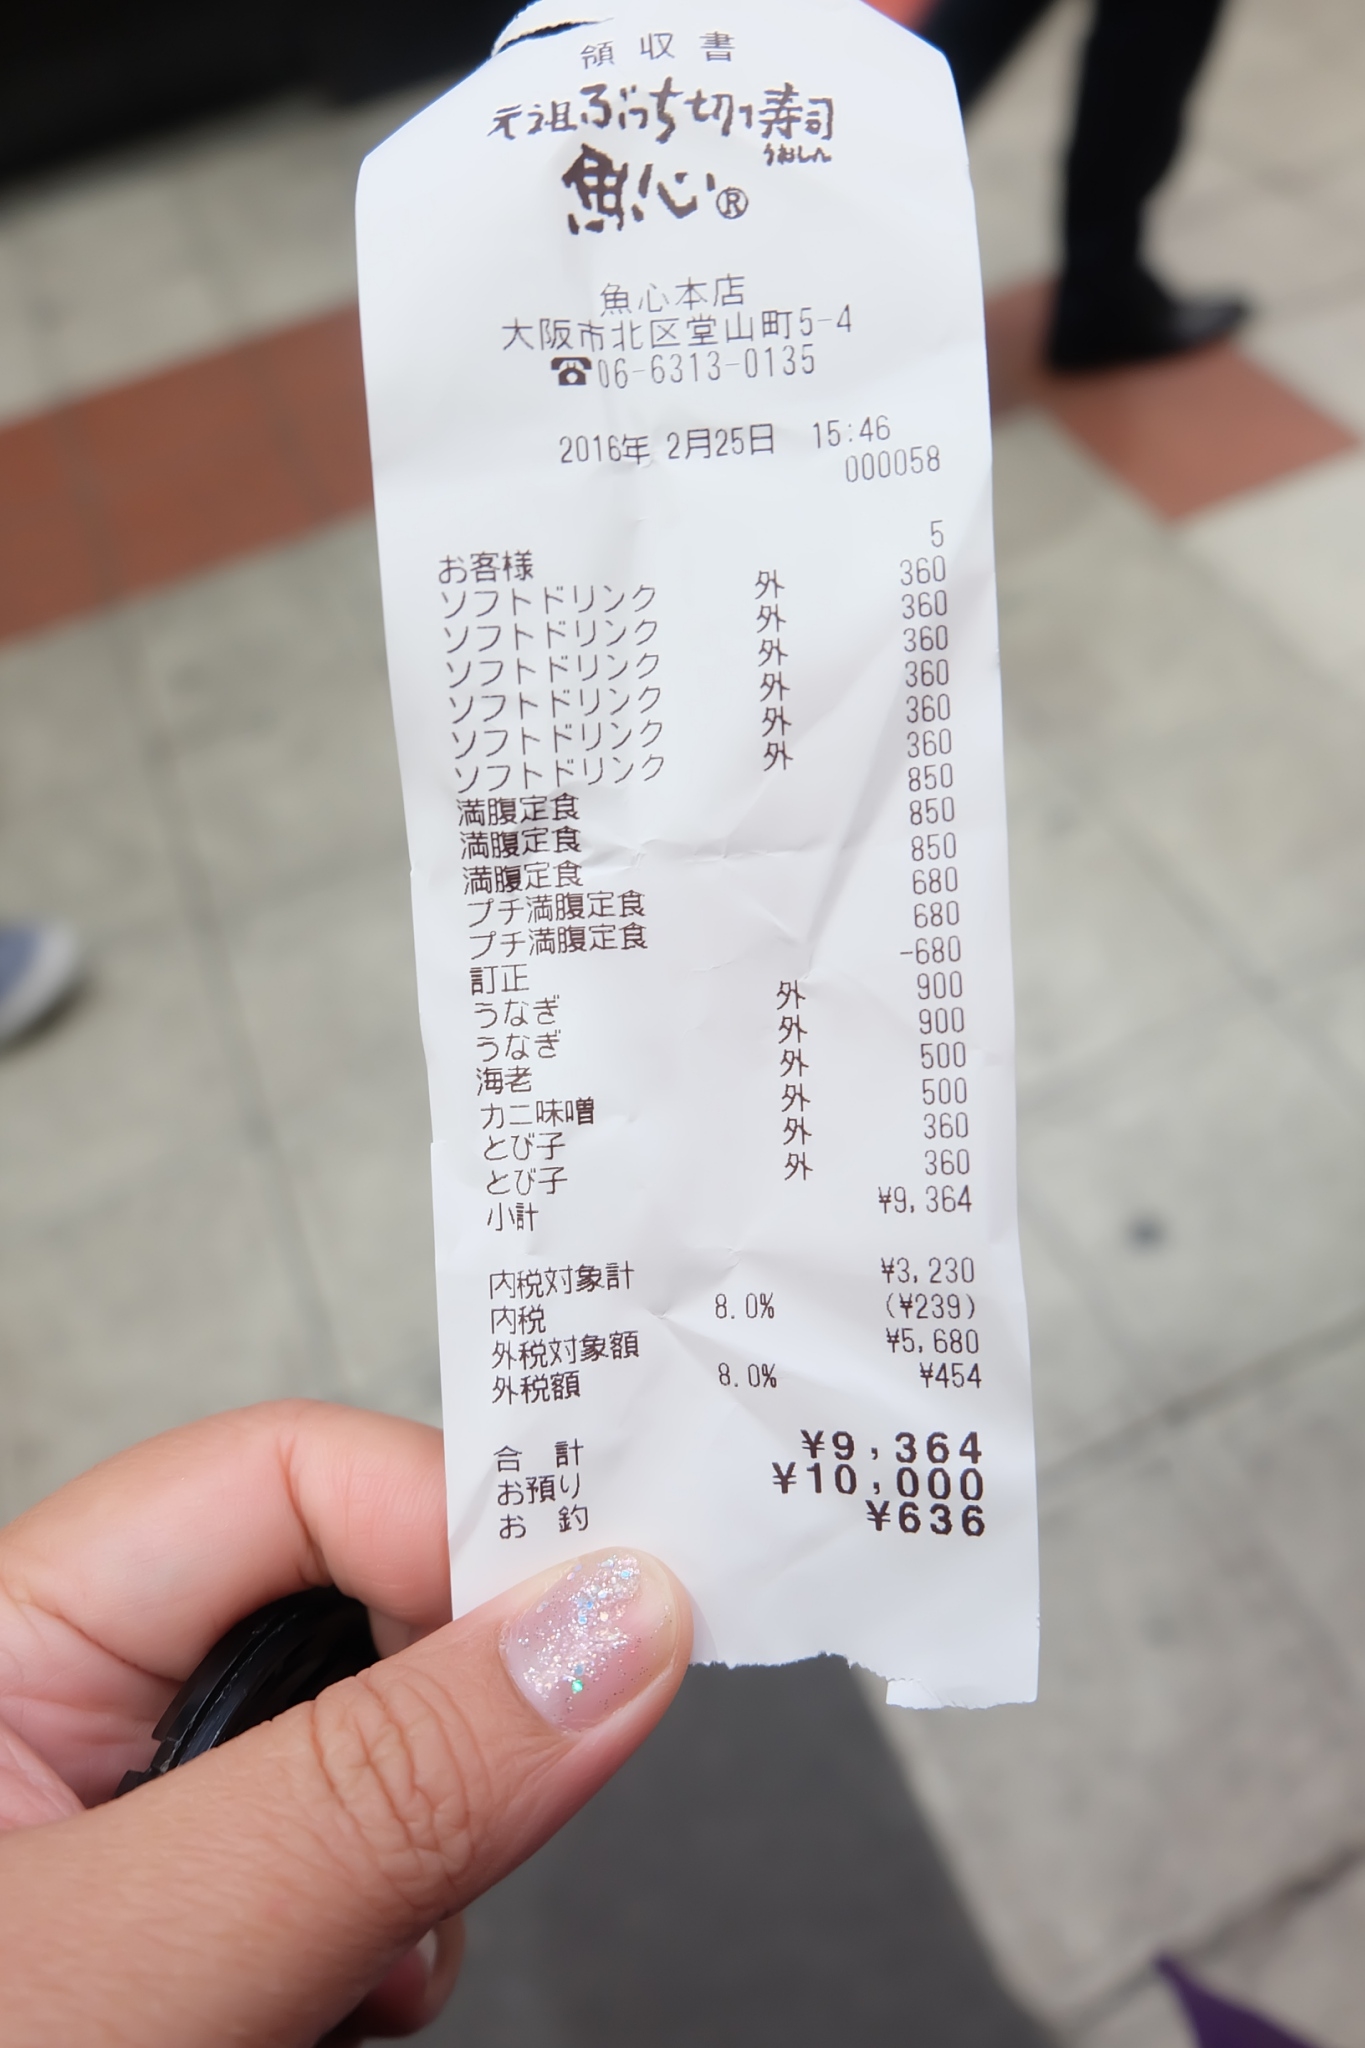 領収書
元祖ぶっち切り寿司
うおしん
魚心®
魚心本店
大阪市北区堂山町5-4
☎06-6313-0135
2016年 2月25日 15:46
000058
お客様 5
ソフトドリンク 外 360
ソフトドリンク 外 360
ソフトドリンク 外 360
ソフトドリンク 外 360
ソフトドリンク 外 360
ソフトドリンク 外 360
満腹定食 850
満腹定食 850
満腹定食 850
プチ満腹定食 680
プチ満腹定食 680
訂正 -680
うなぎ 外 900
うなぎ 外 900
海老 外 500
カニ味噌 外 500
とび子 外 360
とび子 外 360
小計 ¥9,364
内税対象計 ¥3,230
内税 8.0% (¥239)
外税対象額 ¥5,680
外税額 8.0% ¥454
合 計 ¥9,364
お預り ¥10,000
お 釣 ¥636